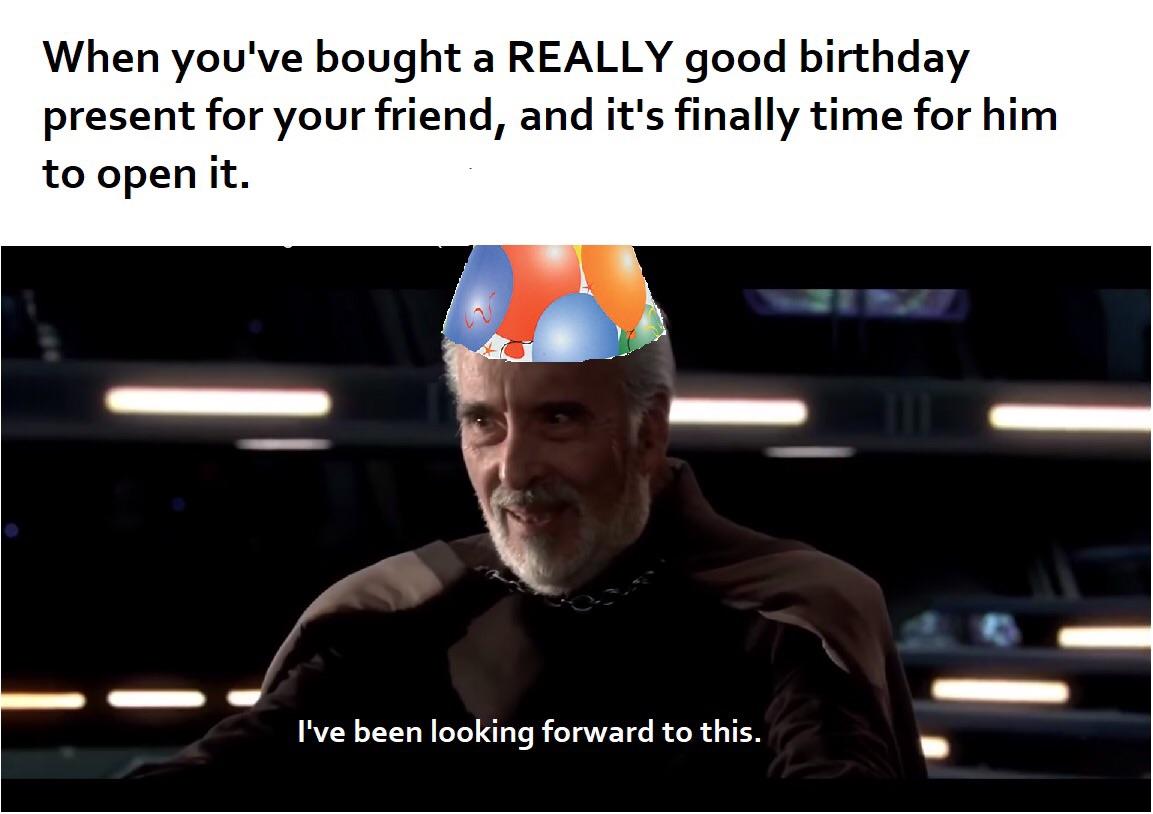 When you've bought a REALLY good birthday
present for your friend, and it's finally time for him
to open it.
I've been looking forward to this.